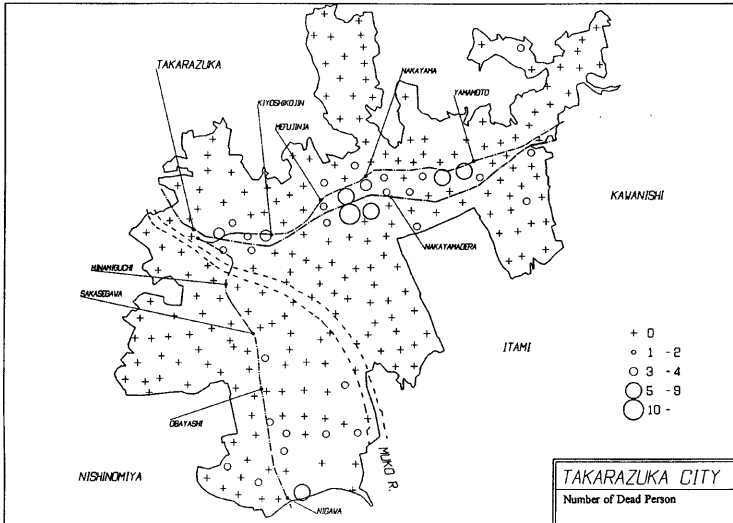 TAKARAZUKA
KIYOSHIKOJIN
MEFUJINJA
NAKAYAMA
YAMAMOTO
KAWANISHI
NAKAYAMADERA
MINAMIGUCHI
SAKASEGAWA
ITAMI
OBAYASHI
MUKO R.
NISHINOMIYA
NIGAWA
+ 0
1 - 2
3 - 4
5 - 9
10 -
TAKARAZUKA CITY
Number of Dead Person